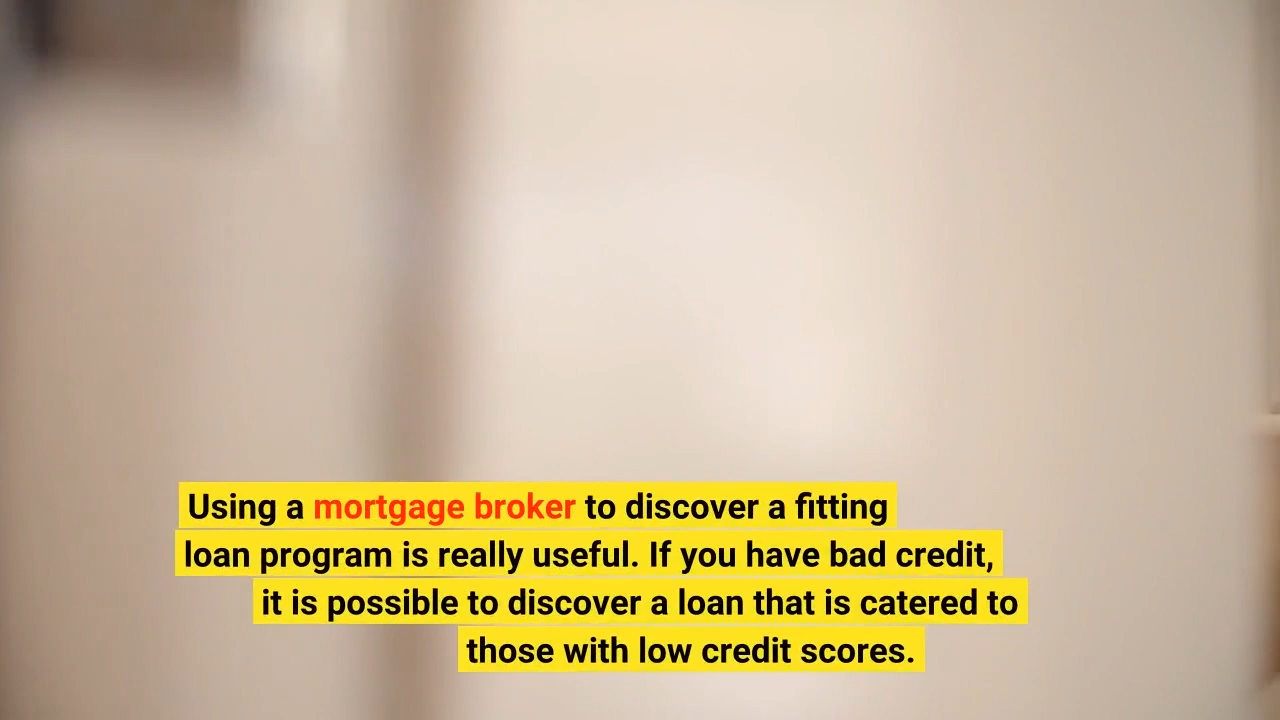 Using a mortgage broker to discover a fitting
loan program is really useful. If you have bad credit,
it is possible to discover a loan that is catered to
those with low credit scores.